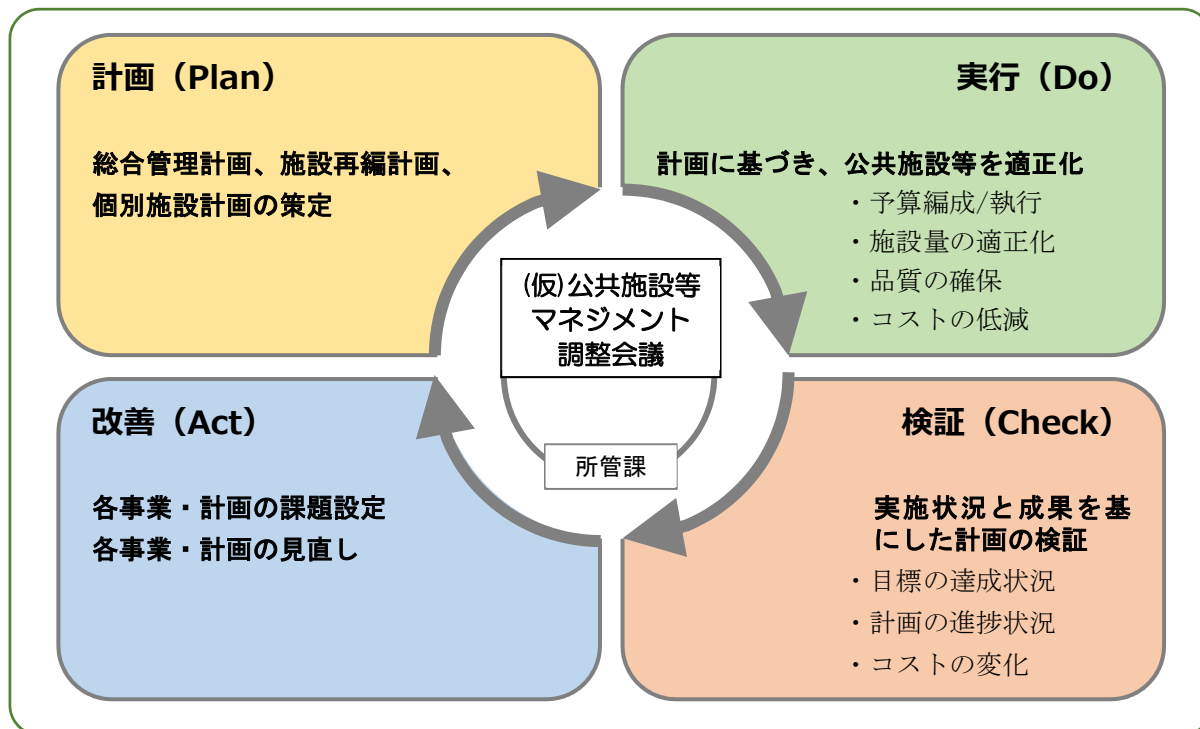 計画（Plan）
総合管理計画、施設再編計画、
個別施設計画の策定
実行（Do）
計画に基づき、公共施設等を適正化
・予算編成/執行
・施設量の適正化
・品質の確保
・コストの低減
(仮)公共施設等
マネジメント
調整会議
所管課
改善（Act）
各事業・計画の課題設定
各事業・計画の見直し
検証（Check）
実施状況と成果を基
にした計画の検証
・目標の達成状況
・計画の進捗状況
・コストの変化